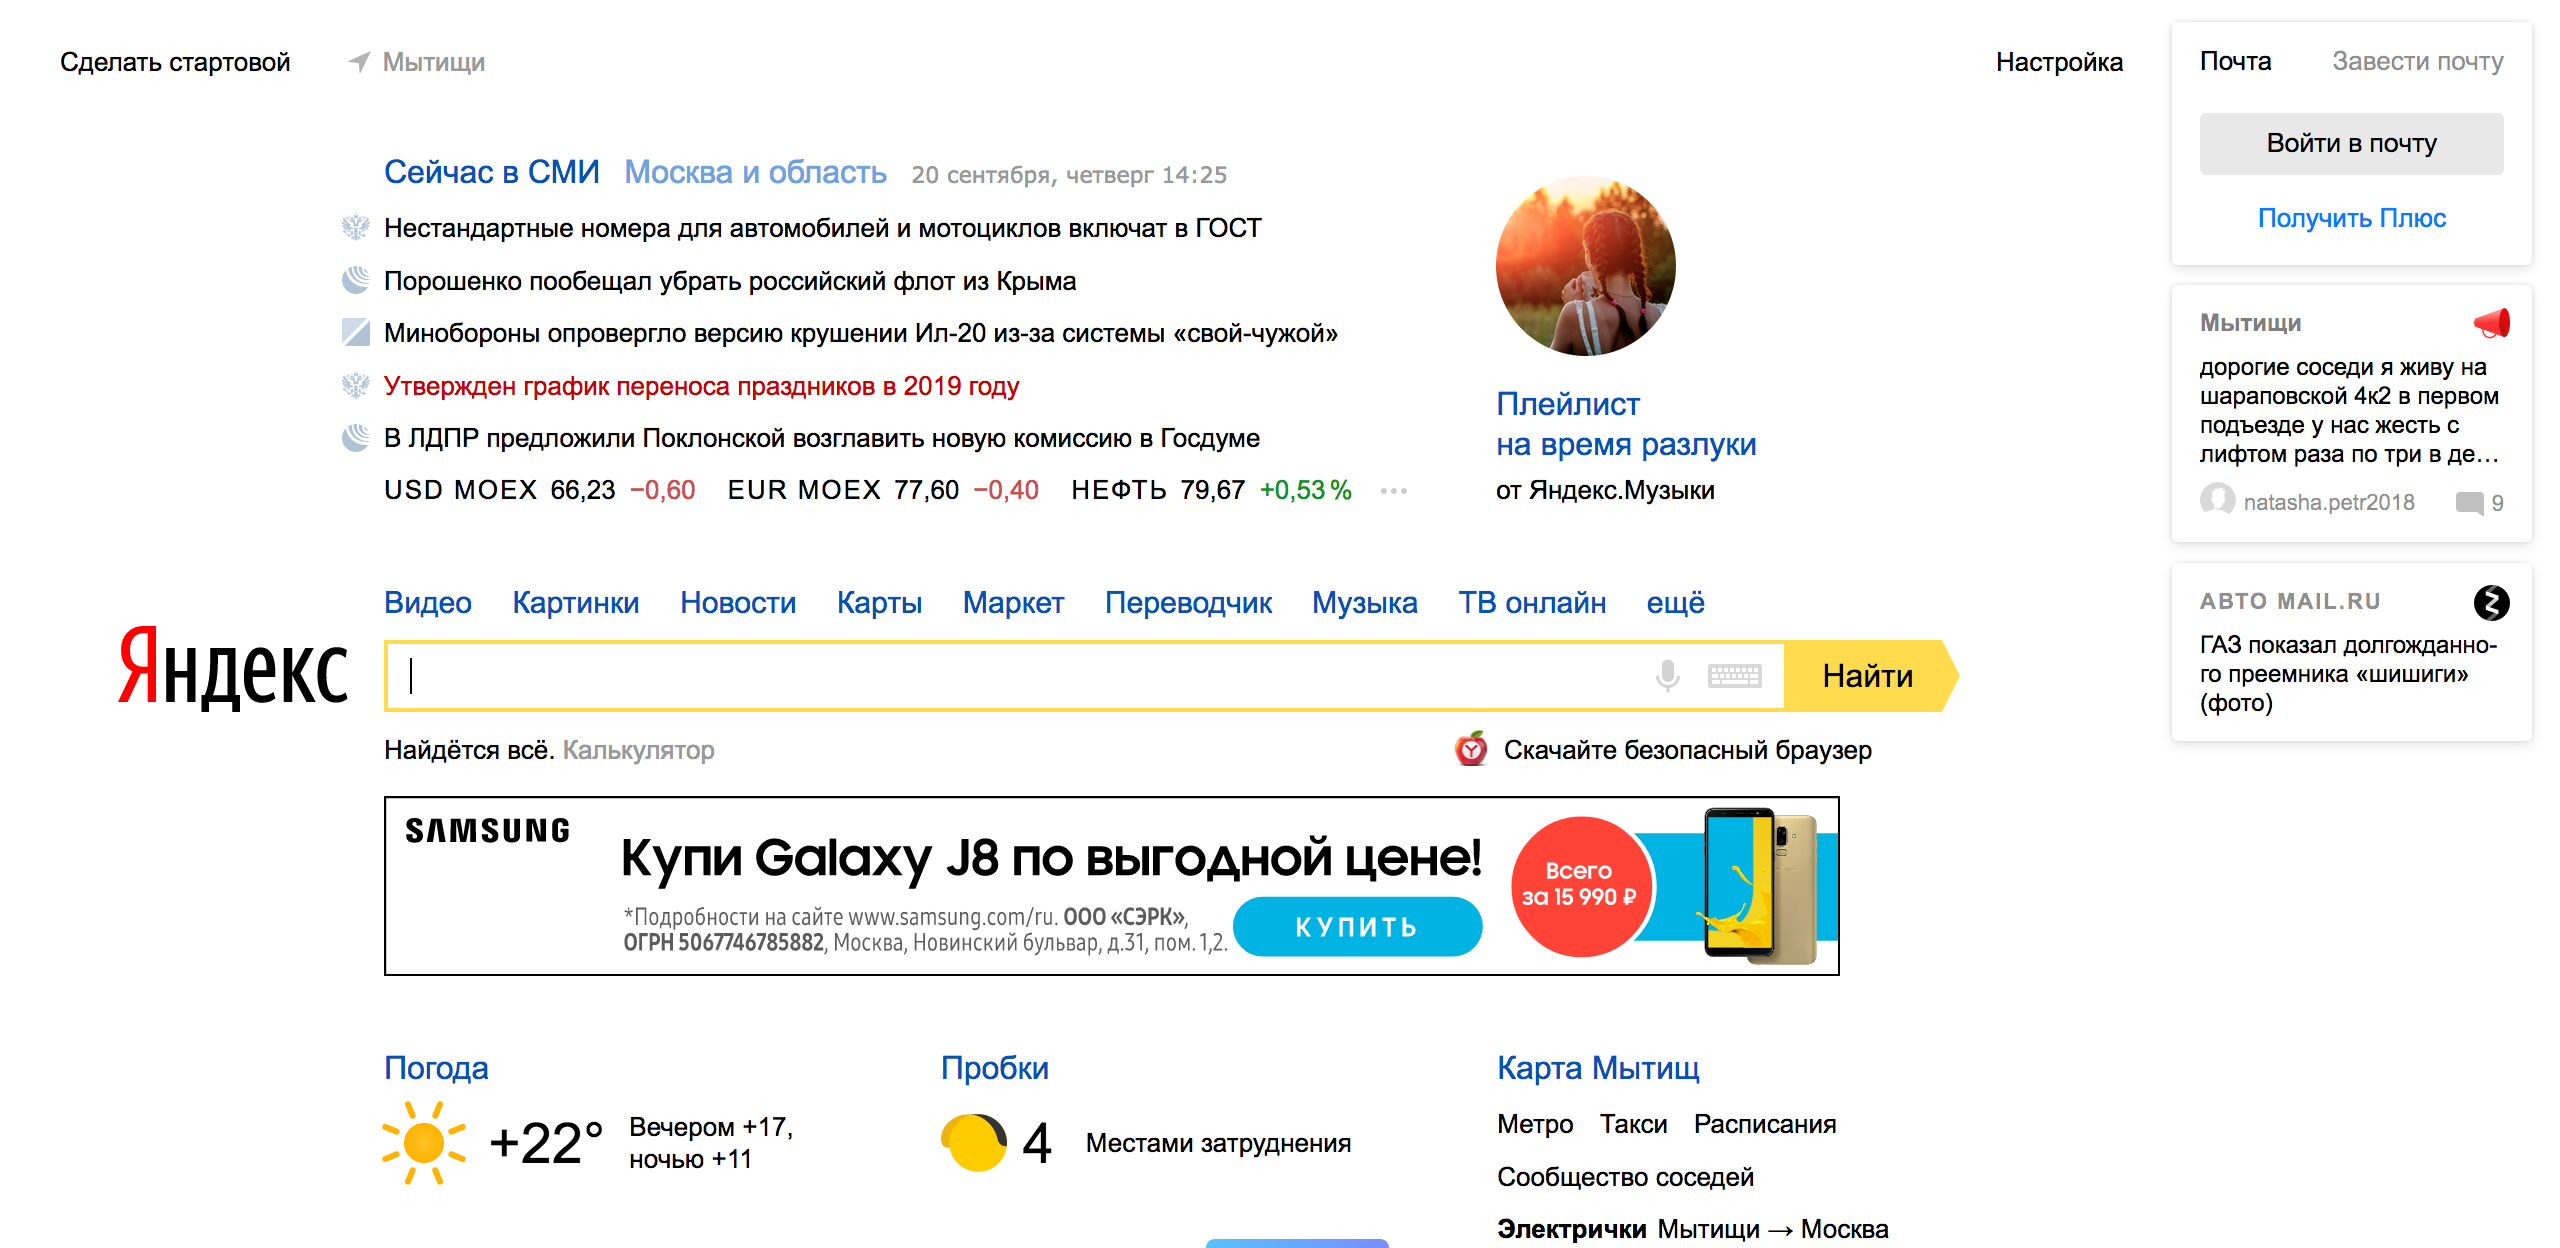 Сделать стартовой
Мытищи
Настройка
Почта
Завести почту
Войти в почту
Получить Плюс
Сейчас в СМИ Москва и область 20 сентября, четверг 14:25
Нестандартные номера для автомобилей и мотоциклов включат в ГОСТ
Порошенко пообещал убрать российский флот из Крыма
Минобороны опровергло версию крушении Ил-20 из-за системы «свой-чужой»
Утвержден график переноса праздников в 2019 году
В ЛДПР предложили Поклонской возглавить новую комиссию в Госдуме
USD MOEX 66,23 −0,60 EUR MOEX 77,60 −0,40 НЕФТЬ 79,67 +0,53 %
Плейлист
на время разлуки
от Яндекс.Музыки
Мытищи
дорогие соседи я живу на
шараповской 4к2 в первом
подъезде у нас жесть с
лифтом раза по три в де…
natasha.petr2018 9
АВТО MAIL.RU
ГАЗ показал долгожданно-
го преемника «шишиги»
(фото)
Видео Картинки Новости Карты Маркет Переводчик Музыка ТВ онлайн ещё
Яндекс
Найти
Найдётся всё. Калькулятор
Скачайте безопасный браузер
SAMSUNG
Купи Galaxy J8 по выгодной цене!
*Подробности на сайте www.samsung.com/ru. ООО «СЭРК»,
ОГРН 5067746785882, Москва, Новинский бульвар, д.31, пом. 1,2.
КУПИТЬ
Всего
за 15 990 ₽
Погода
+22°
Вечером +17,
ночью +11
Пробки
4
Местами затруднения
Карта Мытищ
Метро Такси Расписания
Сообщество соседей
Электрички Мытищи → Москва